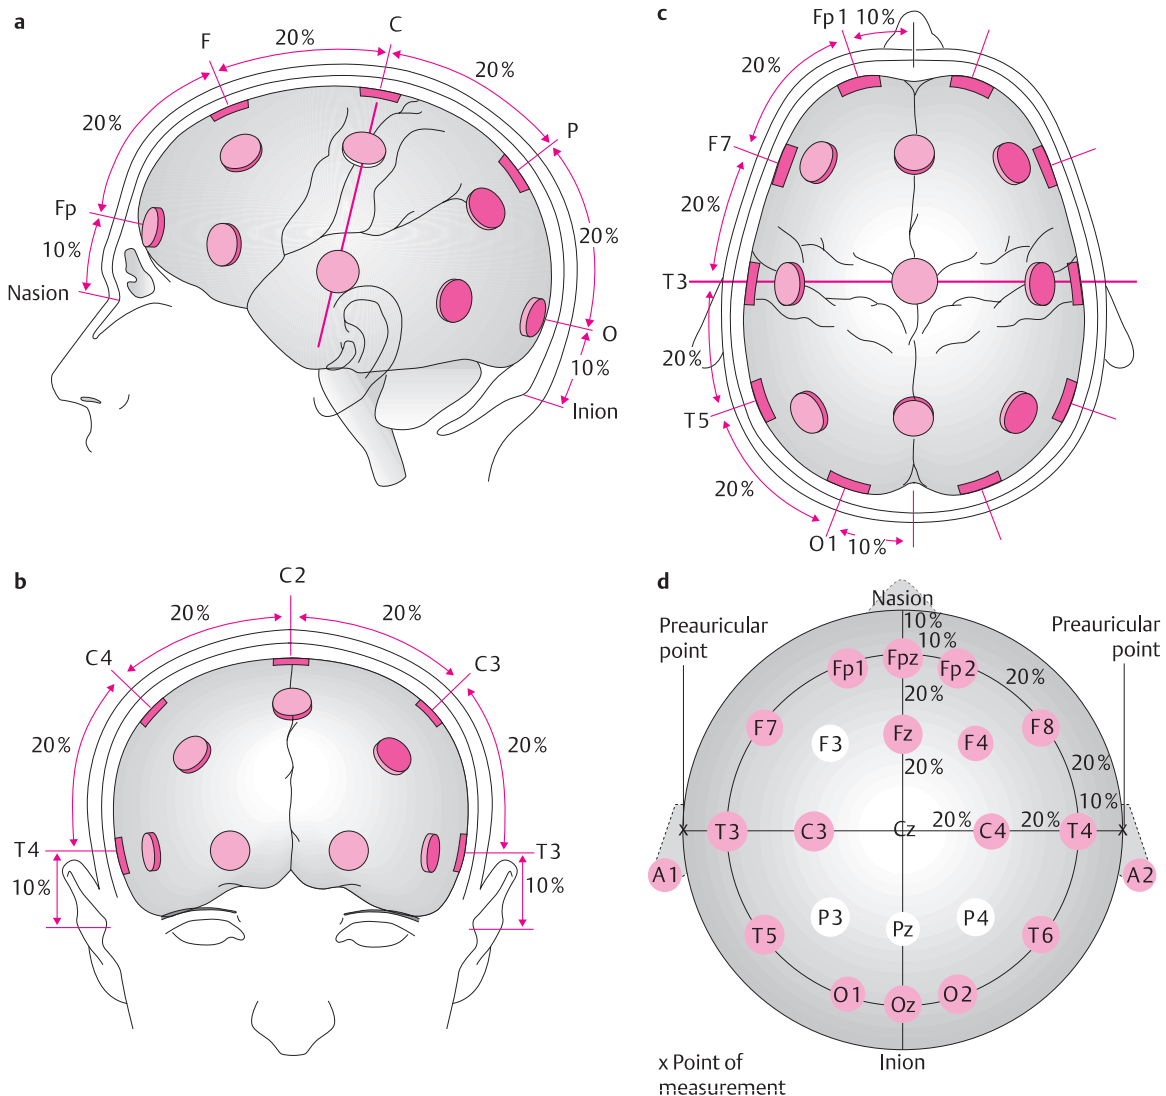 a
F
20%
C
20%
20%
P
Fp
10%
20%
Nasion
O
10%
Inion
b
C2
20%
20%
C4
C3
20%
20%
T4
T3
10%
10%
c
Fp1
10%
20%
F7
20%
T3
20%
T5
20%
O1
10%
d
Nasion
Preauricular
point
Preauricular
point
10%
10%
Fp1
Fpz
Fp2
20%
20%
F7
F3
Fz
F4
F8
20%
20%
10%
T3
C3
Cz
20%
C4
20%
T4
x
x
A1
A2
T5
P3
Pz
P4
T6
O1
Oz
O2
Inion
x Point of
measurement